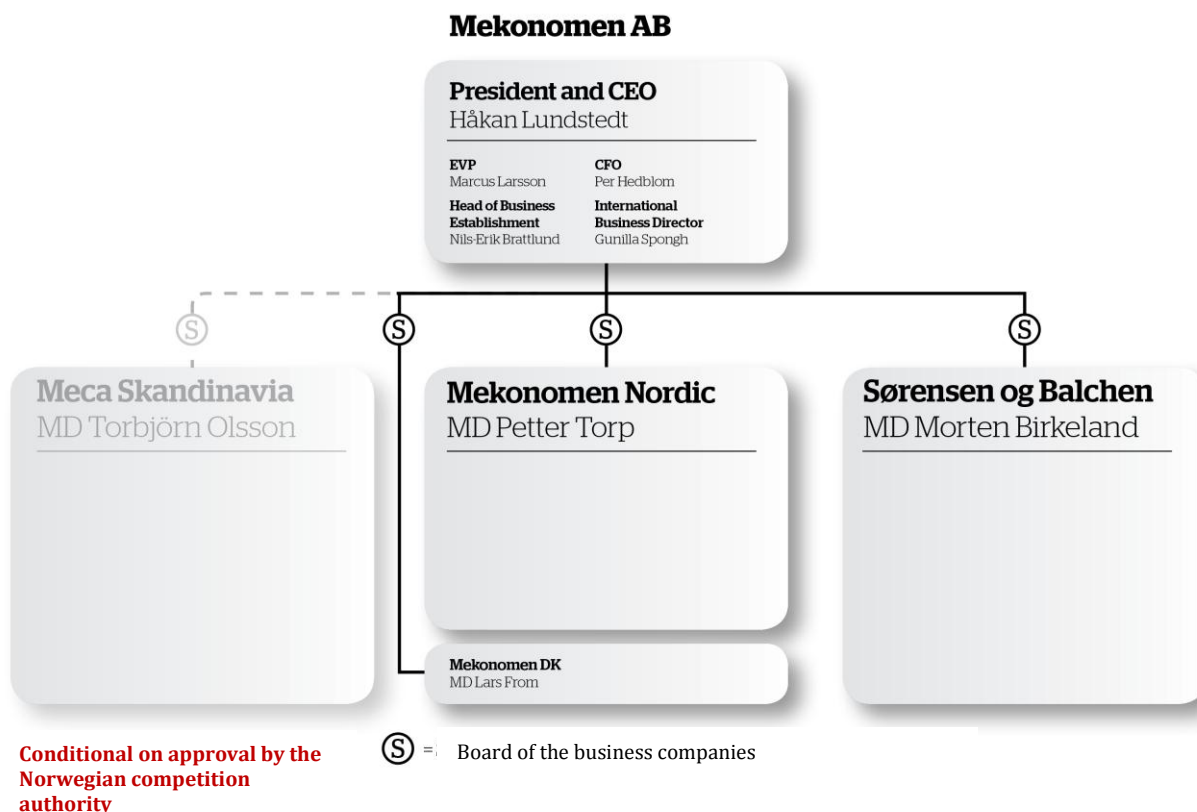 Mekonomen AB
President and CEO
Håkan Lundstedt
EVP
Marcus Larsson
CFO
Per Hedblom
Head of Business
Establishment
Nils-Erik Brattlund
International
Business Director
Gunilla Spongh
S
S
S
S
Meca Skandinavia
MD Torbjörn Olsson
Mekonomen Nordic
MD Petter Torp
Sørensen og Balchen
MD Morten Birkeland
Mekonomen DK
MD Lars From
Conditional on approval by the
Norwegian competition
authority
S = Board of the business companies